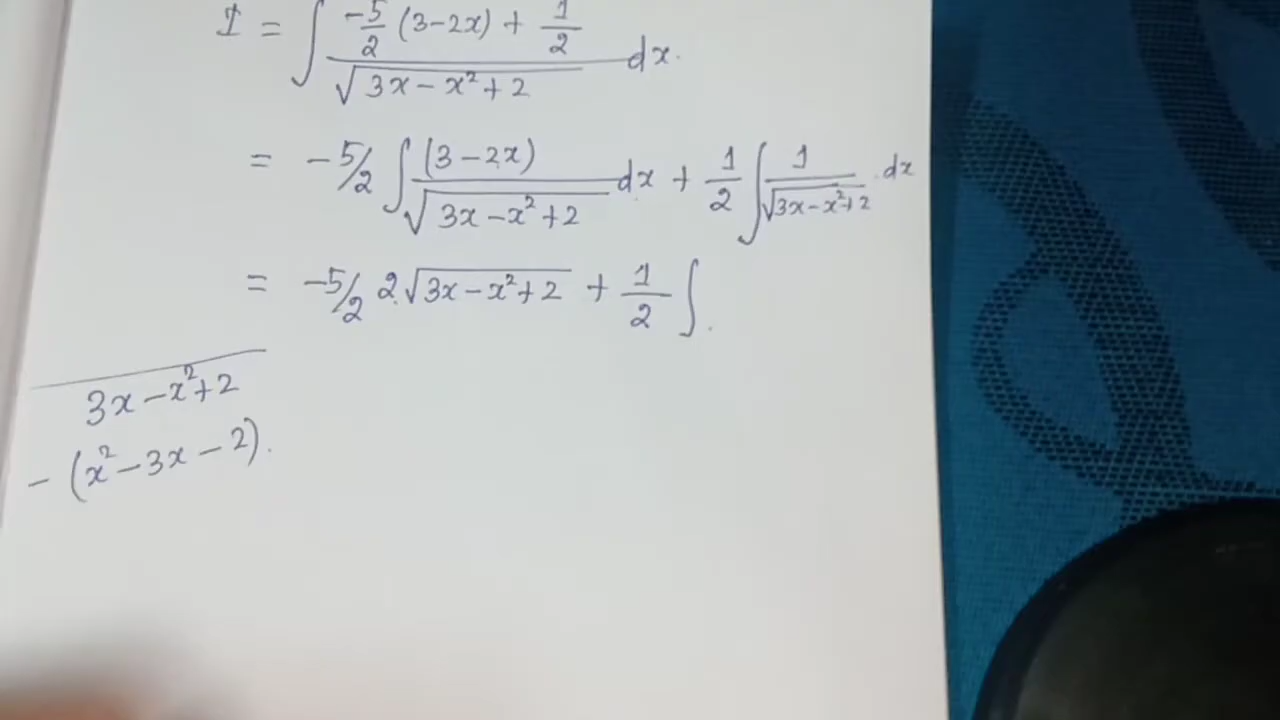 I = ∫ (-5/2 (3-2x) + 1/2) / √(3x - x² + 2) dx.
= -5/2 ∫ (3-2x) / √(3x - x² + 2) dx + 1/2 ∫ 1 / √(3x - x² + 2) . dx
= -5/2 2.√(3x - x² + 2) + 1/2 ∫
3x - x² + 2
- (x² - 3x - 2).